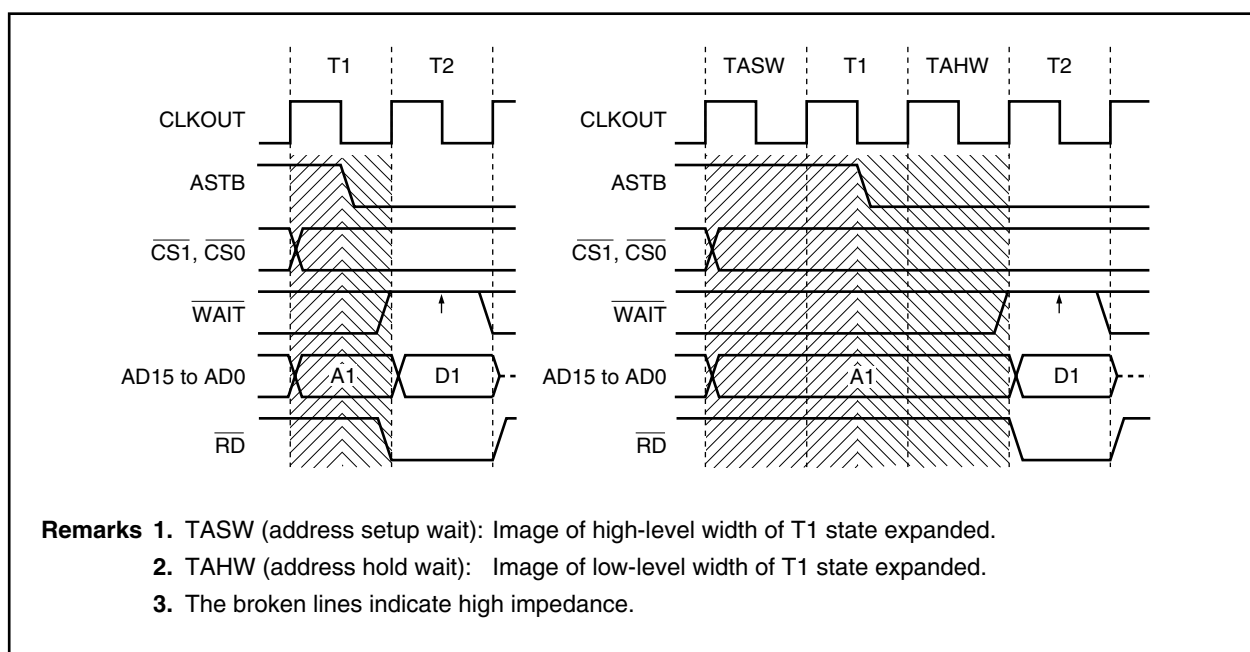 T1 T2 TASW T1 TAHW T2
CLKOUT CLKOUT
ASTB ASTB
CS1, CS0 CS1, CS0
WAIT WAIT
AD15 to AD0 A1 D1 AD15 to AD0 A1 D1
RD RD
Remarks 1. TASW (address setup wait): Image of high-level width of T1 state expanded.
2. TAHW (address hold wait): Image of low-level width of T1 state expanded.
3. The broken lines indicate high impedance.